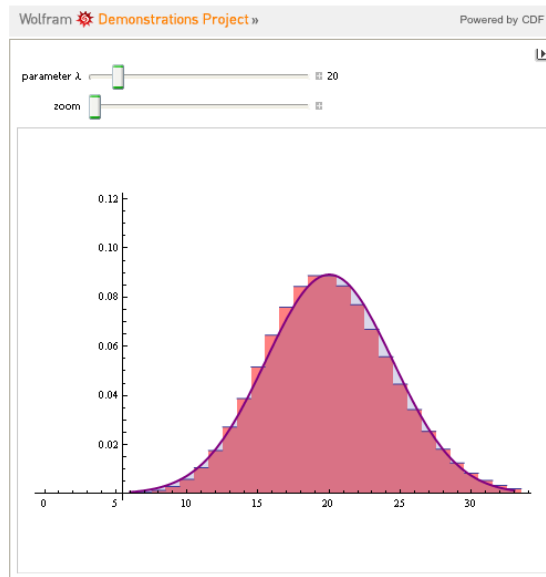 Wolfram Demonstrations Project » Powered by CDF
parameter λ 20
zoom
0.12
0.10
0.08
0.06
0.04
0.02
0 5 10 15 20 25 30